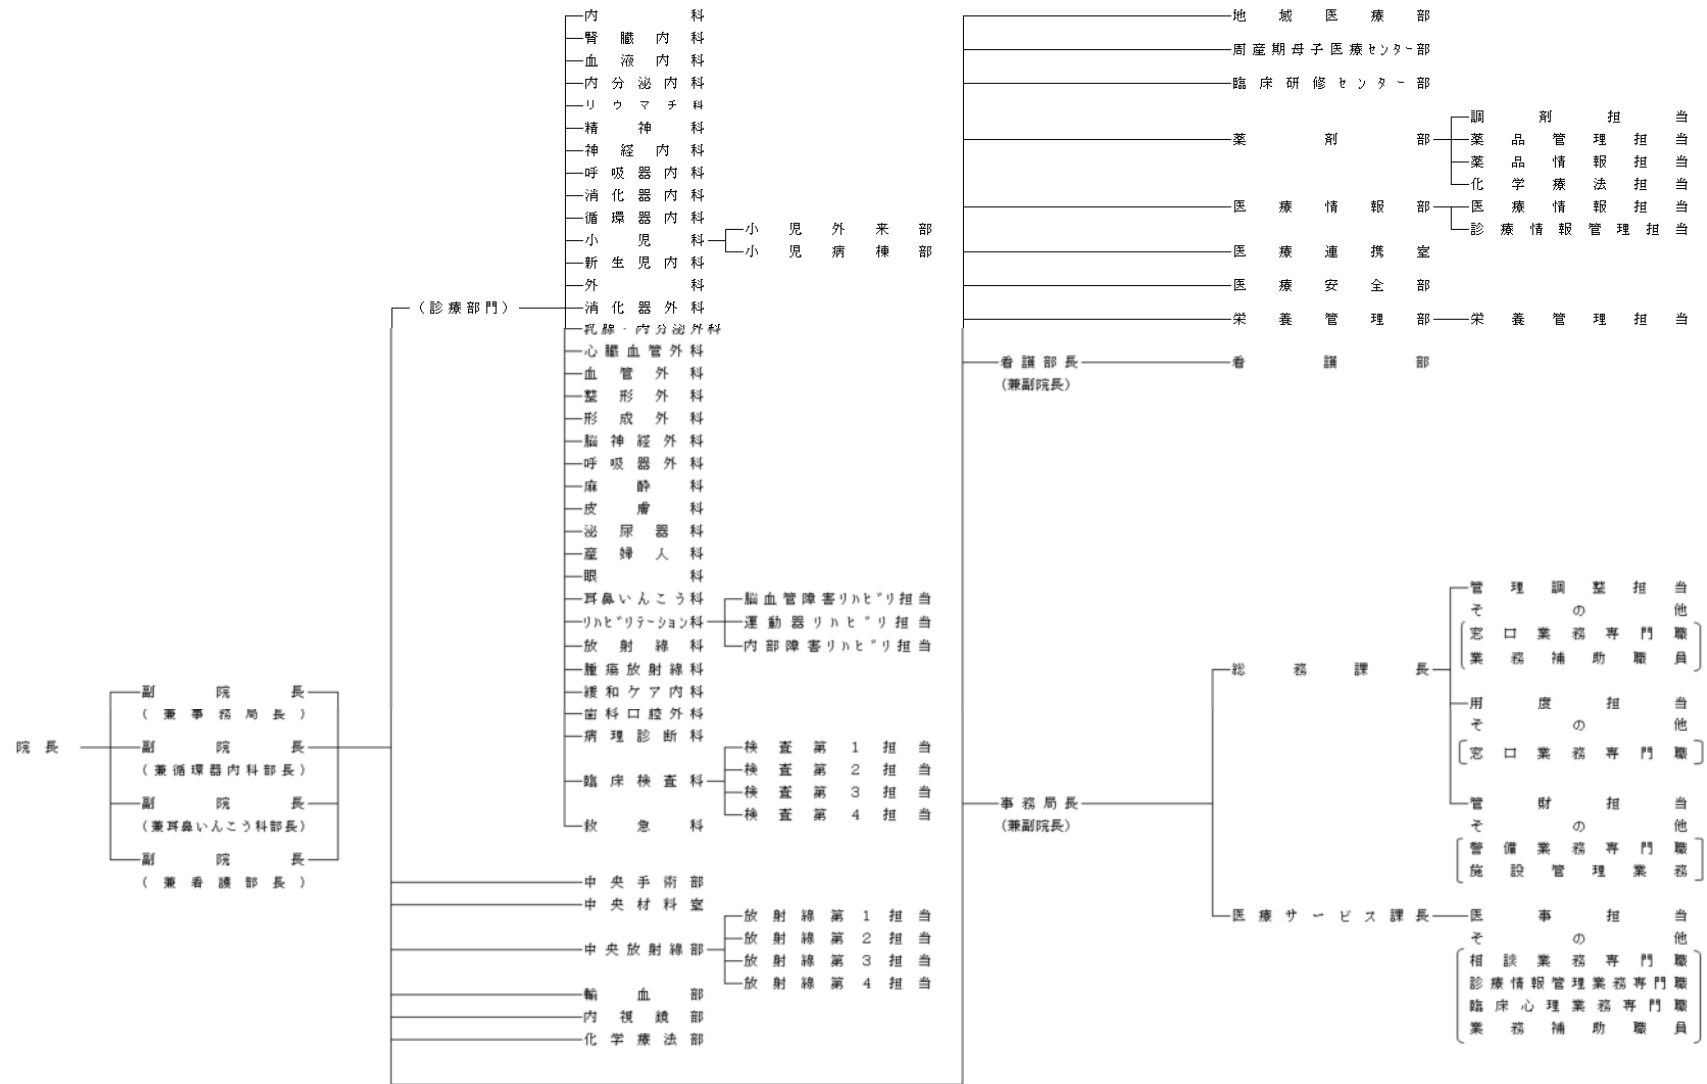 院長
副院長
(兼事務局長)
副院長
(兼循環器内科部長)
副院長
(兼耳鼻いんこう科部長)
副院長
(兼看護部長)
(診療部門)
内科
腎臓内科
血液内科
内分泌内科
リウマチ科
精神科
神経内科
呼吸器内科
消化器内科
循環器内科
小児科
小児外来部
小児病棟部
新生児内科
外科
消化器外科
乳腺・内分泌外科
心臓血管外科
血管外科
整形外科
形成外科
脳神経外科
呼吸器外科
麻酔科
皮膚科
泌尿器科
産婦人科
眼科
耳鼻いんこう科
リハビリテーション科
脳血管障害リハビリ担当
運動器リハビリ担当
内部障害リハビリ担当
放射線科
腫瘍放射線科
緩和ケア内科
歯科口腔外科
病理診断科
臨床検査科
検査第1担当
検査第2担当
検査第3担当
検査第4担当
救急科
中央手術部
中央材料室
中央放射線部
放射線第1担当
放射線第2担当
放射線第3担当
放射線第4担当
輸血部
内視鏡部
化学療法部
地域医療部
周産期母子医療センター部
臨床研修センター部
薬剤部
調剤担当
薬品管理担当
薬品情報担当
化学療法担当
医療情報部
医療情報担当
診療情報管理担当
医療連携室
医療安全部
栄養管理部
栄養管理担当
看護部長
(兼副院長)
看護部
事務局長
(兼副院長)
総務課長
管理調整担当
その他
窓口業務専門職
業務補助職員
用度担当
その他
窓口業務専門職
管財担当
その他
警備業務専門職
施設管理業務
医療サービス課長
医事担当
その他
相談業務専門職
診療情報管理業務専門職
臨床心理業務専門職
業務補助職員